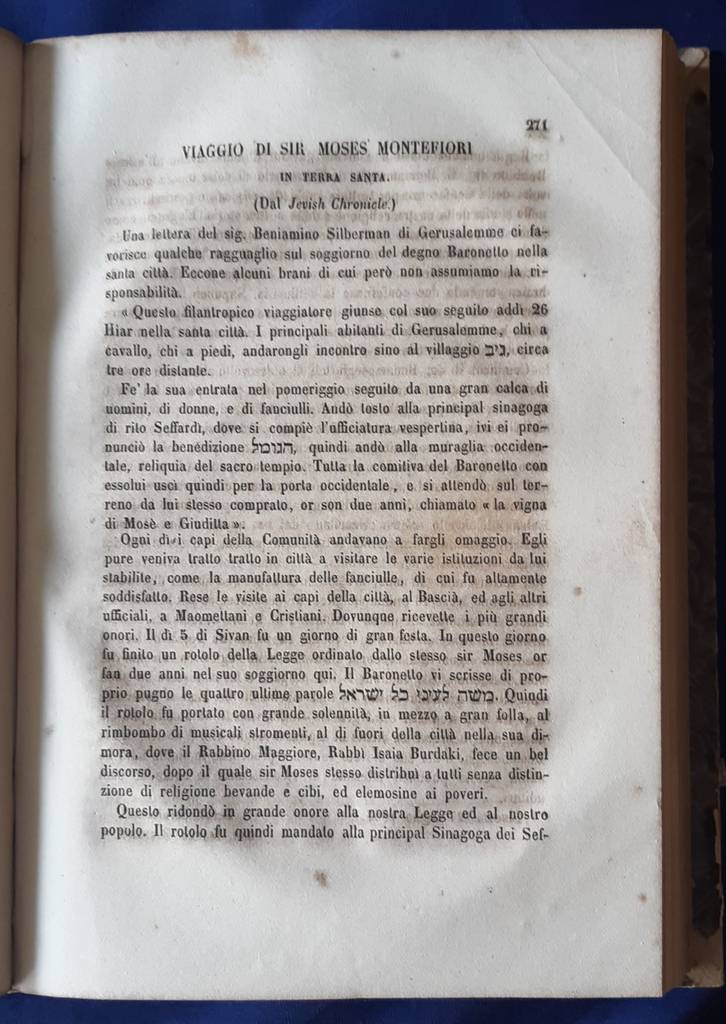 271
VIAGGIO DI SIR MOSES MONTEFIORI
IN TERRA SANTA.
(Dal Jevish Chronicle.)
Una lettera del sig. Beniamino Silberman di Gerusalemme ci fa-
vorisce qualche ragguaglio sul soggiorno del degno Baronetto nella
santa città. Eccone alcuni brani di cui però non assumiamo la ri-
sponsabilità.
« Questo filantropico viaggiatore giunse col suo seguito addì 26
Hiar nella santa città. I principali abitanti di Gerusalemme, chi a
cavallo, chi a piedi, andarongli incontro sino al villaggio גיב, circa
tre ore distante.
Fe' la sua entrata nel pomeriggio seguito da una gran calca di
uomini, di donne, e di fanciulli. Andò tosto alla principal sinagoga
di rito Seffardi, dove si compiè l'ufficiatura vespertina, ivi ei pro-
nunciò la benedizione הגומל, quindi andò alla muraglia occiden-
tale, reliquia del sacro tempio. Tutta la comitiva del Baronetto con
essolui uscì quindi per la porta occidentale, e si attendò sul ter-
reno da lui stesso comprato, or son due anni, chiamato « la vigna
di Mosè e Giuditta ».
Ogni dì i capi della Comunità andavano a fargli omaggio. Egli
pure veniva tratto tratto in città a visitare le varie istituzioni da lui
stabilite, come la manufattura delle fanciulle, di cui fu altamente
soddisfatto. Rese le visite ai capi della città, al Bascià, ed agli altri
ufficiali, a Maomettani e Cristiani. Dovunque ricevette i più grandi
onori. Il dì 5 di Sivan fu un giorno di gran festa. In questo giorno
fu finito un rotolo della Legge ordinato dallo stesso sir Moses or
fan due anni nel suo soggiorno qui. Il Baronetto vi scrisse di pro-
prio pugno le quattro ultime parole משה לעיני כל ישראל. Quindi
il rotolo fu portato con grande solennità, in mezzo a gran folla, al
rimbombo di musicali stromenti, al di fuori della città nella sua di-
mora, dove il Rabbino Maggiore, Rabbì Isaia Burdaki, fece un bel
discorso, dopo il quale sir Moses stesso distribuì a tutti senza distin-
zione di religione bevande e cibi, ed elemosine ai poveri.
Questo ridondò in grande onore alla nostra Legge ed al nostro
popolo. Il rotolo fu quindi mandato alla principal Sinagoga dei Sef-